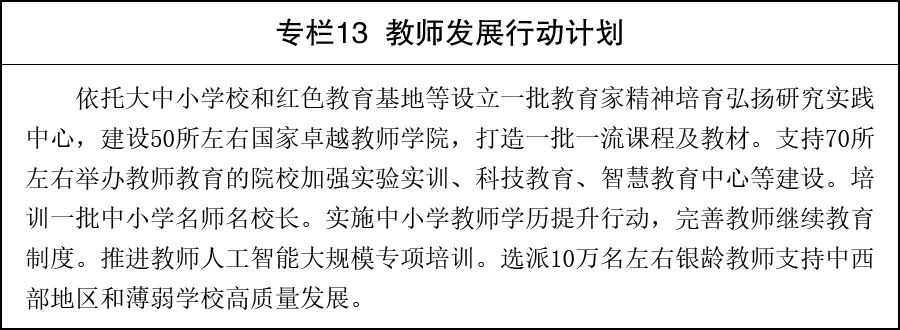 专栏13 教师发展行动计划
依托大中小学校和红色教育基地等设立一批教育家精神培育弘扬研究实践
中心，建设50所左右国家卓越教师学院，打造一批一流课程及教材。支持70所
左右举办教师教育的院校加强实验实训、科技教育、智慧教育中心等建设。培
训一批中小学名师名校长。实施中小学教师学历提升行动，完善教师继续教育
制度。推进教师人工智能大规模专项培训。选派10万名左右银龄教师支持中西
部地区和薄弱学校高质量发展。